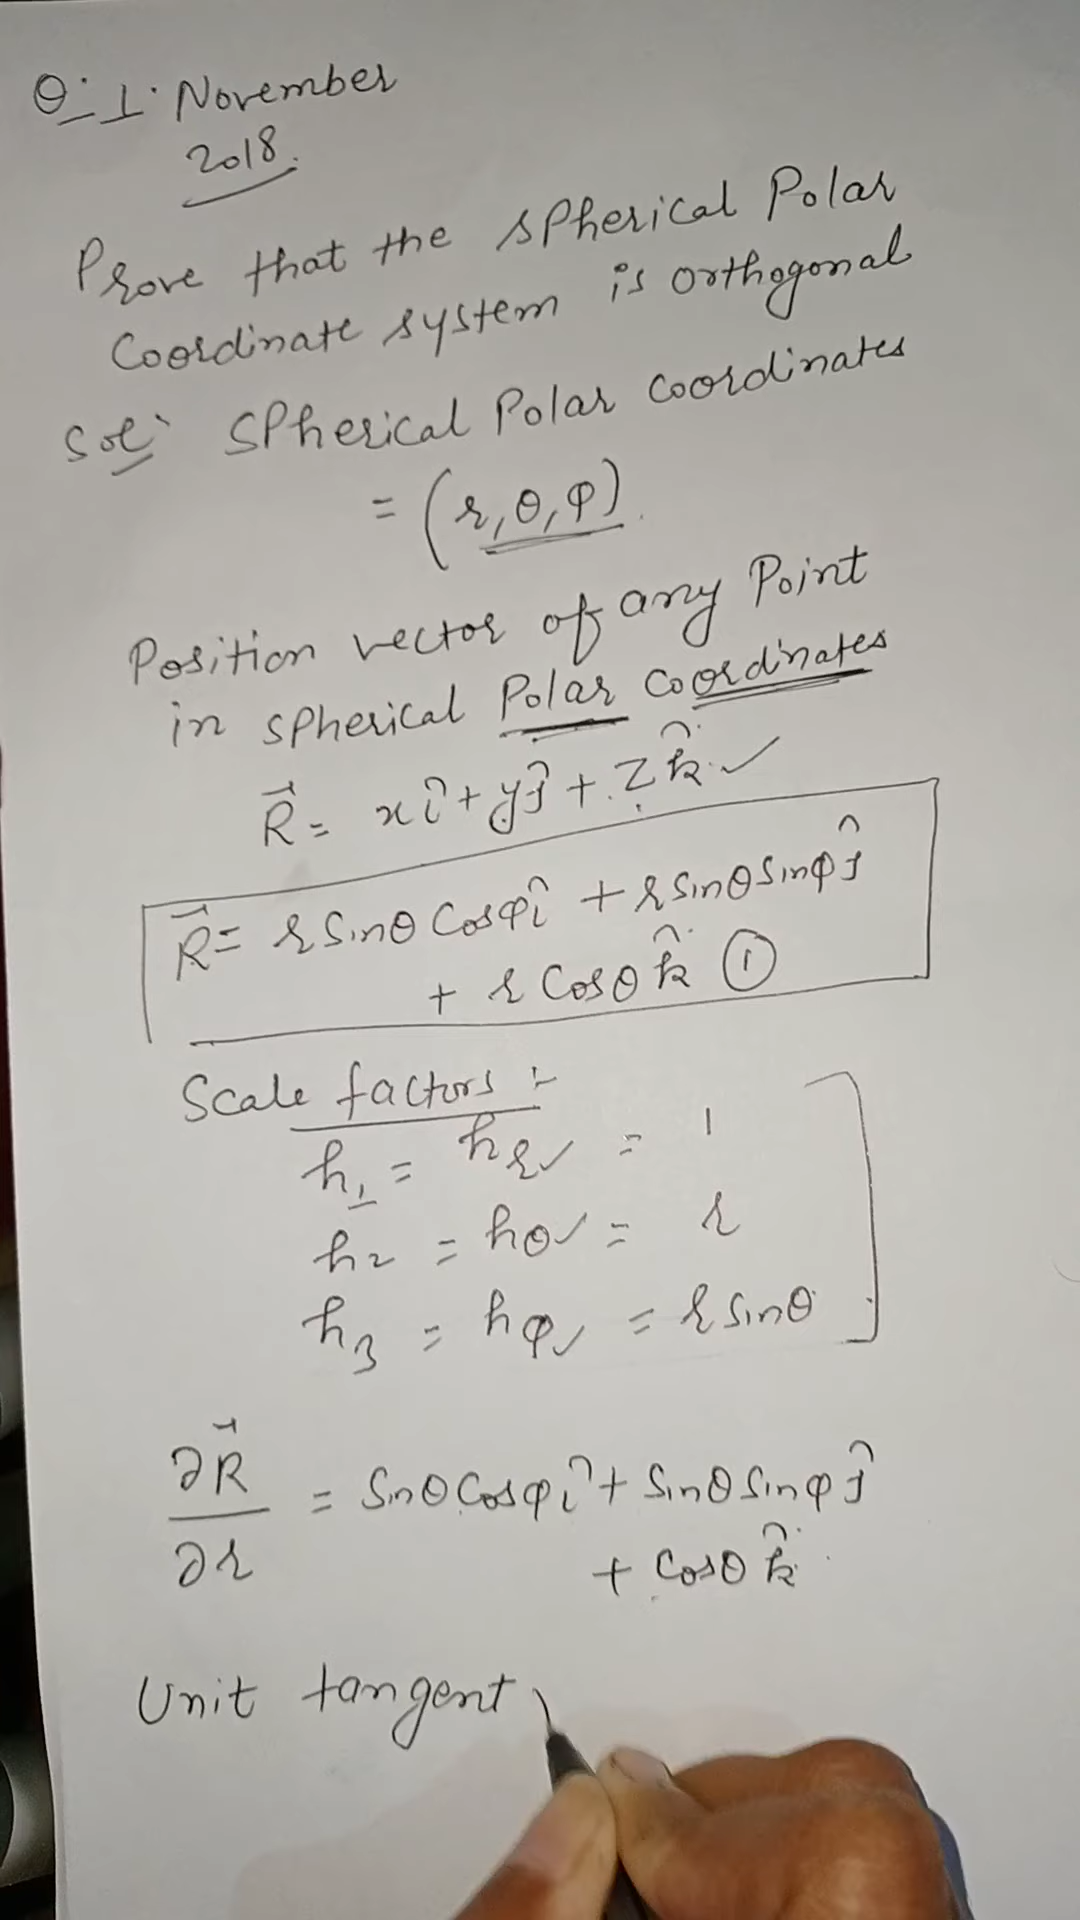 Q:-1. November
2018.
Prove that the spherical Polar
Coordinate system is orthogonal
Sol: Spherical Polar coordinates
= (r, θ, φ)
Position vector of any Point
in spherical Polar coordinates
R⃗ = xî + yĵ + zk̂ ✓
R⃗ = r Sinθ Cosφ î + r Sinθ Sinφ ĵ
+ r Cosθ k̂ ①
Scale factors :-
h₁ = hr ✓ = 1
h₂ = hθ ✓ = r
h₃ = hφ ✓ = r Sinθ
∂R⃗/∂r = Sinθ Cosφ î + Sinθ Sinφ ĵ
+ Cosθ k̂
Unit tangent